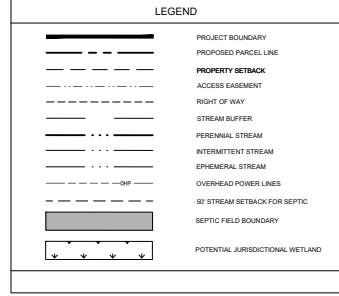 LEGEND
PROJECT BOUNDARY
PROPOSED PARCEL LINE
PROPERTY SETBACK
ACCESS EASEMENT
RIGHT OF WAY
STREAM BUFFER
PERENNIAL STREAM
INTERMITTENT STREAM
EPHEMERAL STREAM
OHP OVERHEAD POWER LINES
50' STREAM SETBACK FOR SEPTIC
SEPTIC FIELD BOUNDARY
POTENTIAL JURISDICTIONAL WETLAND